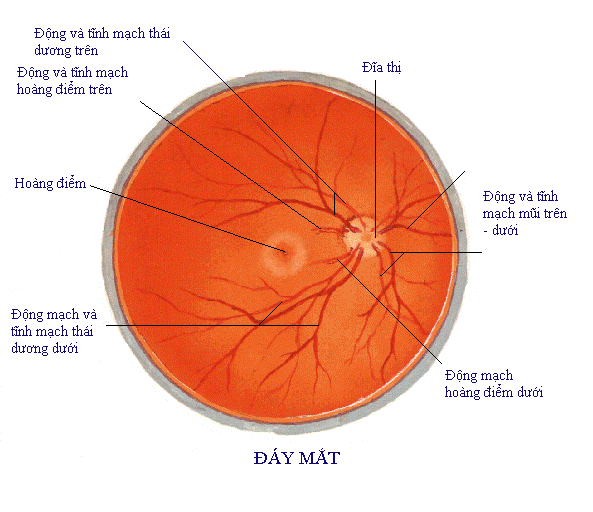 Động và tĩnh mạch thái
dương trên
Động và tĩnh mạch
hoàng điểm trên
Đĩa thị
Hoàng điểm
Động và tĩnh
mạch mũi trên
- dưới
Động mạch và
tĩnh mạch thái
dương dưới
Động mạch
hoàng điểm dưới
ĐÁY MẮT